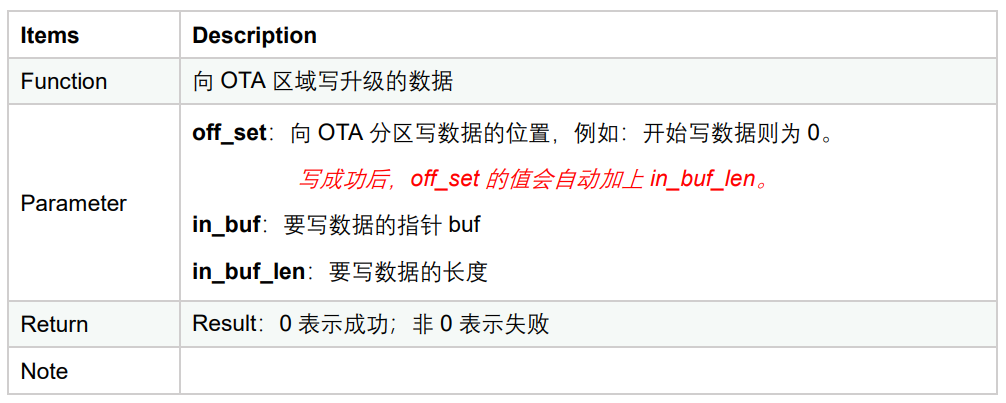 Items Description
Function 向 OTA 区域写升级的数据
off_set：向 OTA 分区写数据的位置，例如：开始写数据则为 0。
写成功后，off_set 的值会自动加上 in_buf_len。
Parameter
in_buf：要写数据的指针 buf
in_buf_len：要写数据的长度
Return Result：0 表示成功；非 0 表示失败
Note